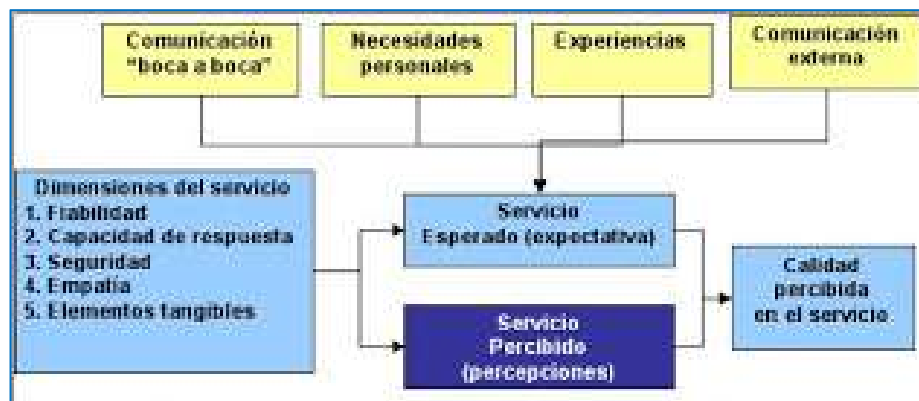 Comunicación
"boca a boca"
Necesidades
personales
Experiencias
Comunicación
externa
Dimensiones del servicio
1. Fiabilidad
2. Capacidad de respuesta
3. Seguridad
4. Empatía
5. Elementos tangibles
Servicio
Esperado (expectativa)
Servicio
Percibido
(percepciones)
Calidad
percibida
en el servicio